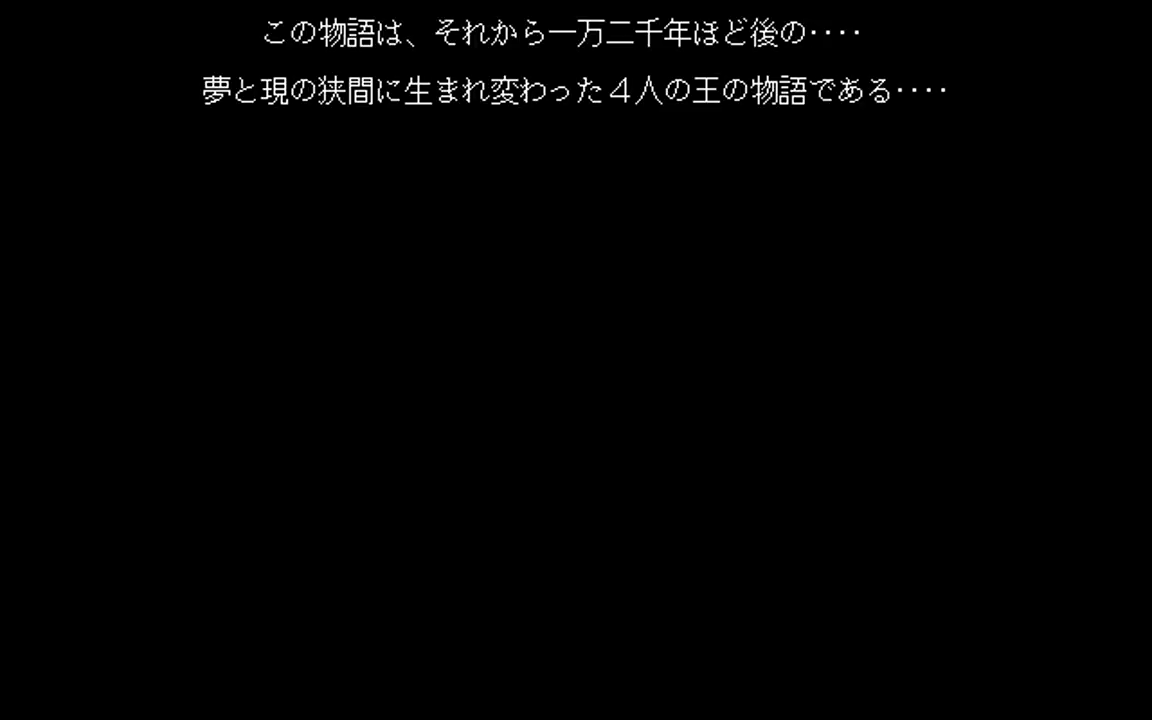 この物語は、それから一万二千年ほど後の････
夢と現の狭間に生まれ変わった４人の王の物語である････